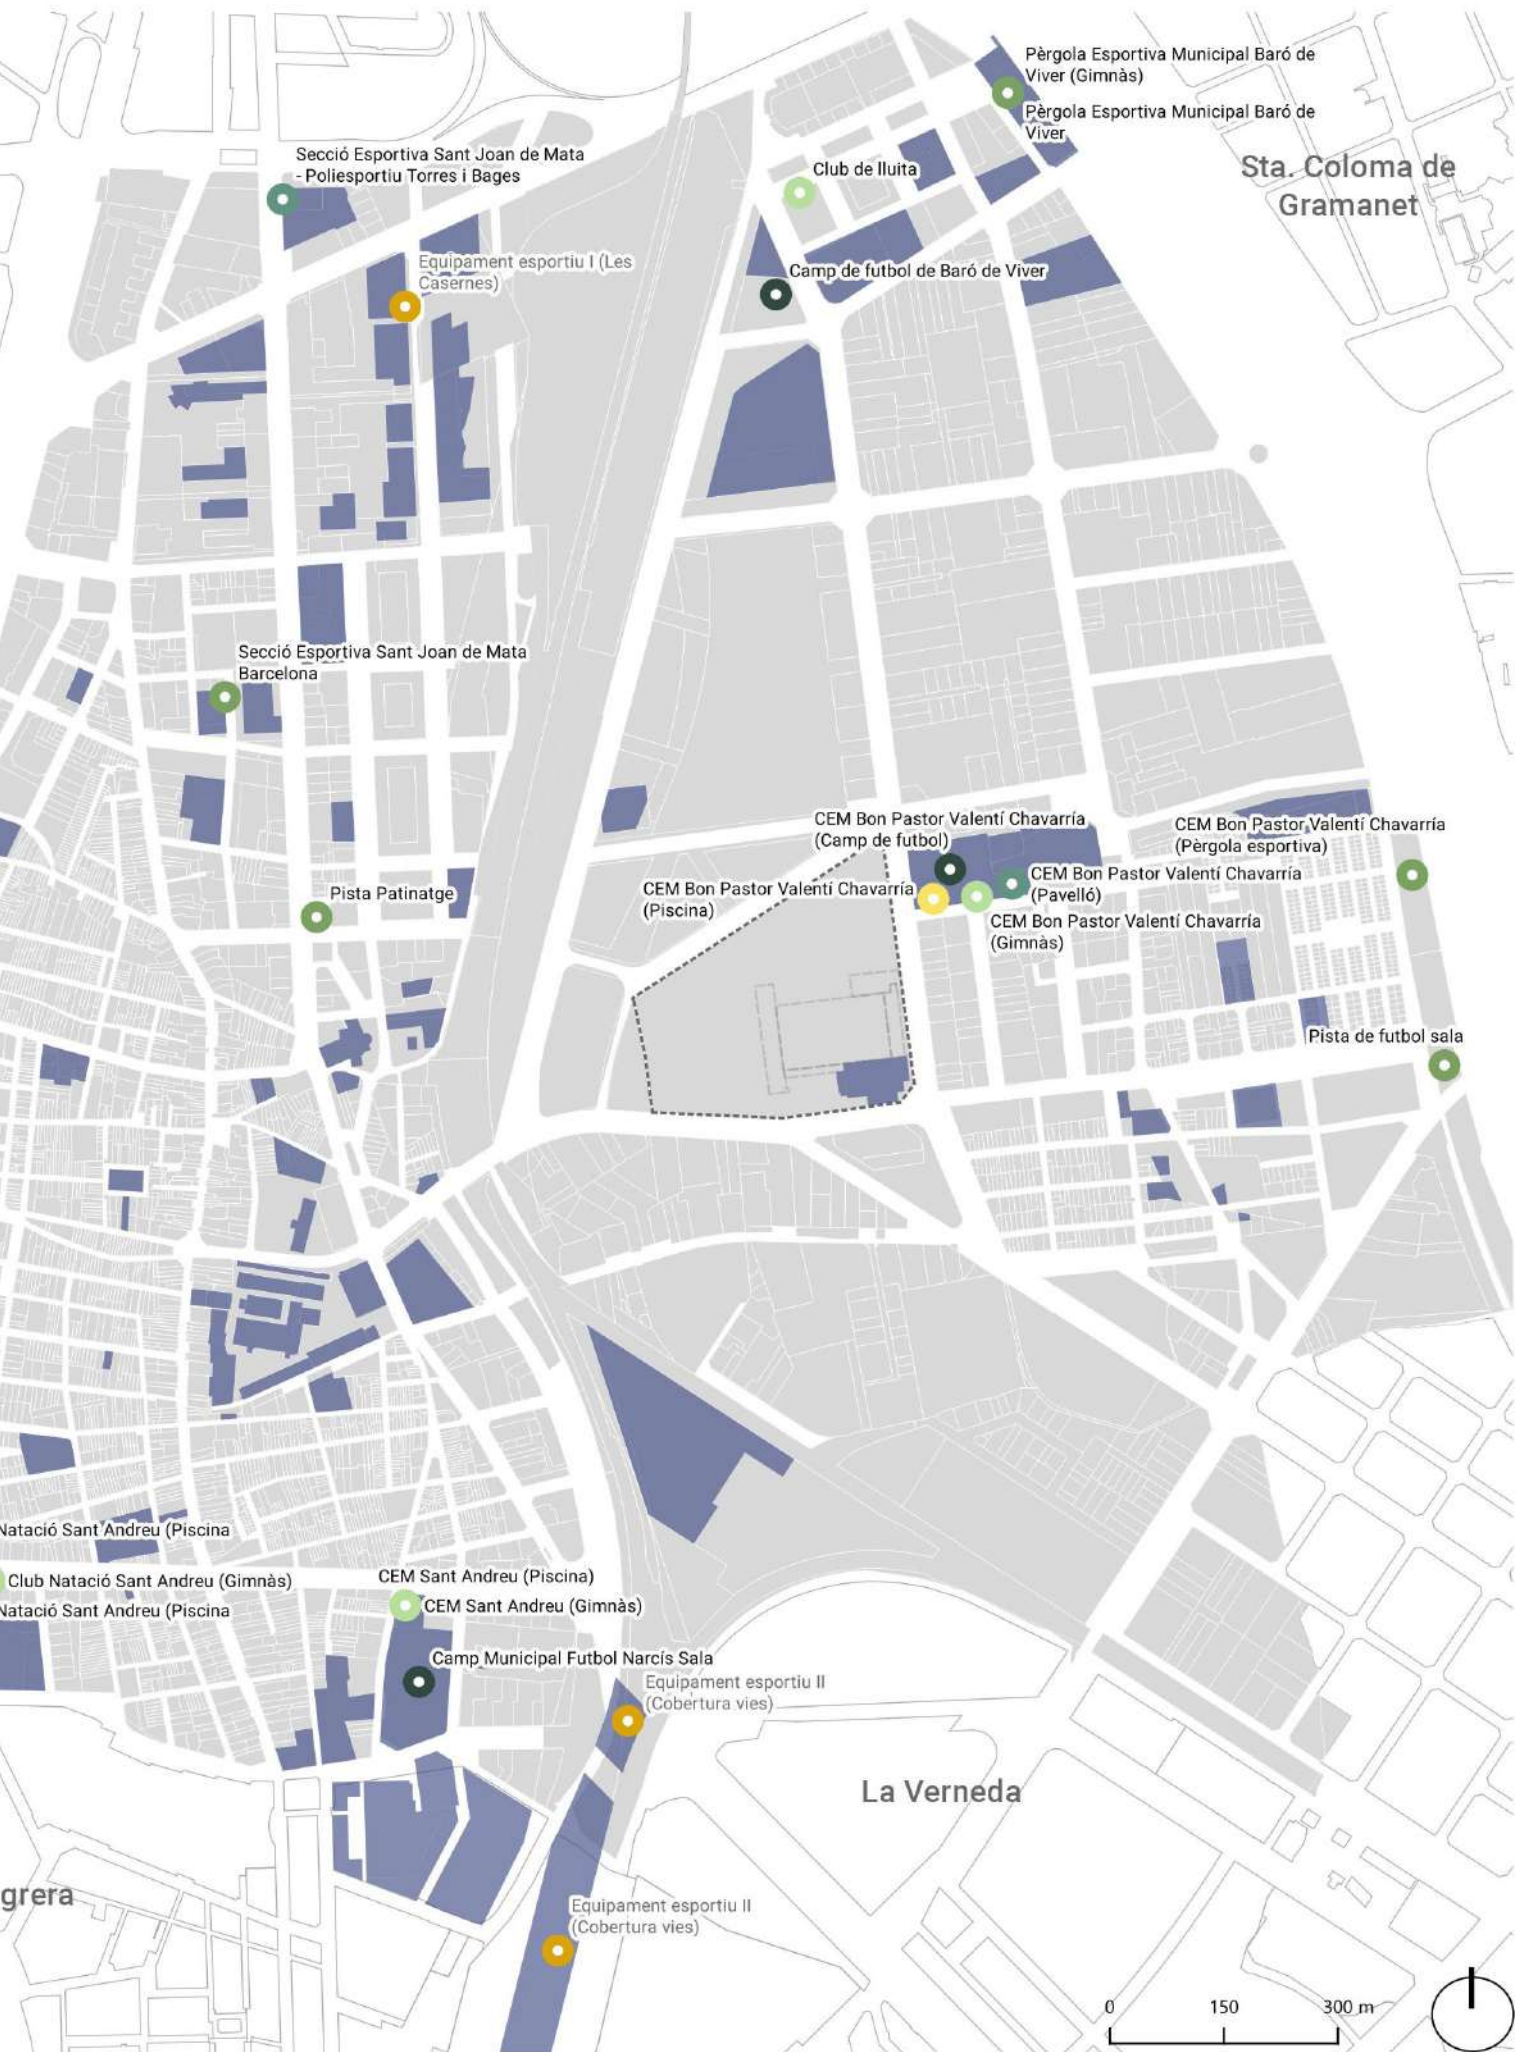 Pèrgola Esportiva Municipal Baró de
Viver (Gimnàs)
Pèrgola Esportiva Municipal Baró de
Viver
Secció Esportiva Sant Joan de Mata
- Poliesportiu Torres i Bages
Club de lluita
Sta. Coloma de
Gramanet
Equipament esportiu I (Les
Casernes)
Camp de futbol de Baró de Viver
Secció Esportiva Sant Joan de Mata
Barcelona
CEM Bon Pastor Valentí Chavarría
(Camp de futbol)
CEM Bon Pastor Valentí Chavarría
(Pèrgola esportiva)
CEM Bon Pastor Valentí Chavarría
(Piscina)
CEM Bon Pastor Valentí Chavarría
(Pavelló)
CEM Bon Pastor Valentí Chavarría
(Gimnàs)
Pista Patinatge
Pista de futbol sala
Natació Sant Andreu (Piscina
Club Natació Sant Andreu (Gimnàs)
Natació Sant Andreu (Piscina
CEM Sant Andreu (Piscina)
CEM Sant Andreu (Gimnàs)
Camp Municipal Futbol Narcís Sala
Equipament esportiu II
(Cobertura vies)
La Verneda
grera
Equipament esportiu II
(Cobertura vies)
0 150 300 m